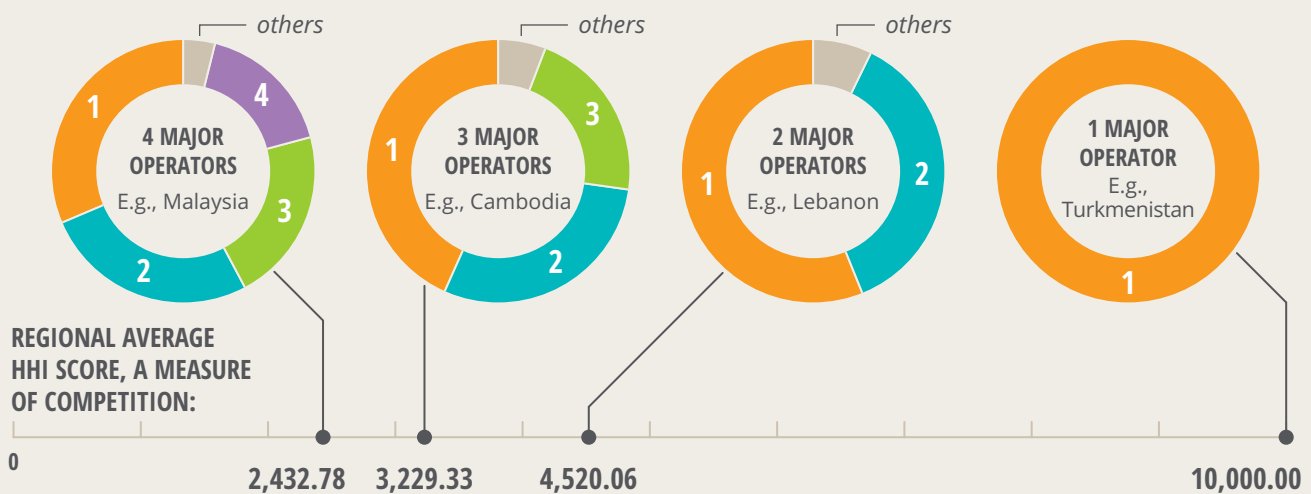 others
1
4
3
2
4 MAJOR
OPERATORS
E.g., Malaysia
others
1
3
2
3 MAJOR
OPERATORS
E.g., Cambodia
others
1
2
2 MAJOR
OPERATORS
E.g., Lebanon
1 MAJOR
OPERATOR
E.g.,
Turkmenistan
1
REGIONAL AVERAGE
HHI SCORE, A MEASURE
OF COMPETITION:
0
2,432.78
3,229.33
4,520.06
10,000.00